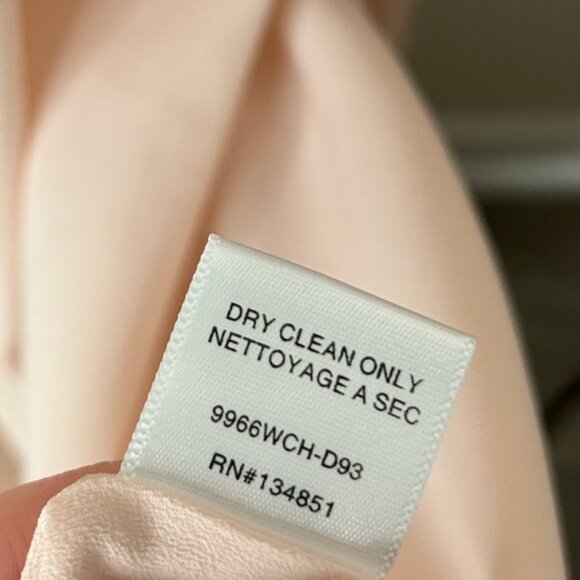 DRY CLEAN ONLY
NETTOYAGE A SEC
9966WCH-D93
RN#134851